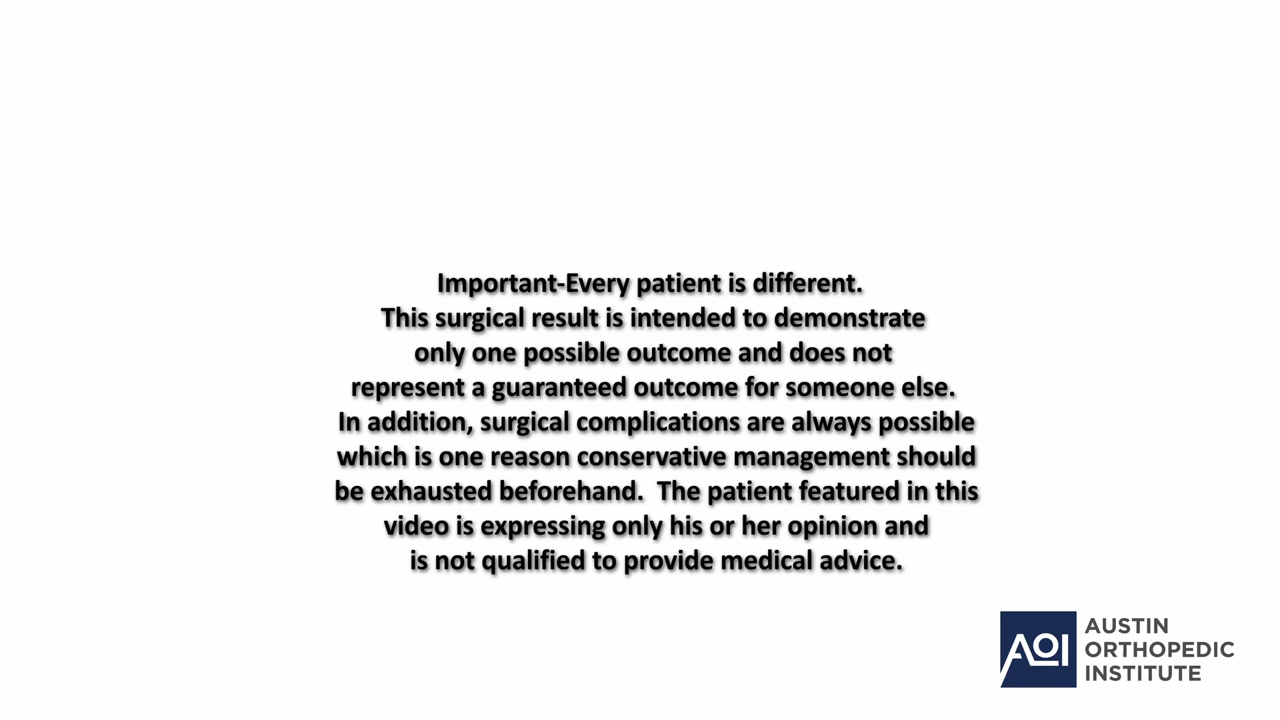 Important-Every patient is different.
This surgical result is intended to demonstrate
only one possible outcome and does not
represent a guaranteed outcome for someone else.
In addition, surgical complications are always possible
which is one reason conservative management should
be exhausted beforehand.  The patient featured in this
video is expressing only his or her opinion and
is not qualified to provide medical advice.
AOI
AUSTIN
ORTHOPEDIC
INSTITUTE